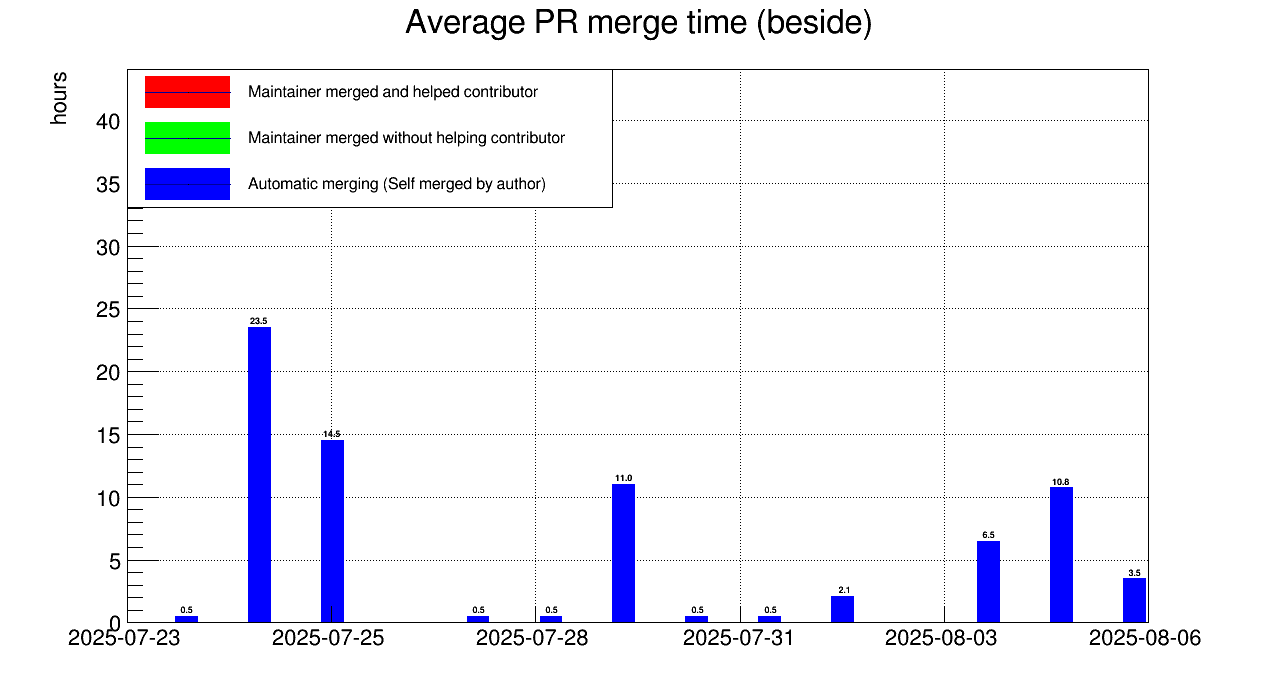 Average PR merge time (beside)
hours
Maintainer merged and helped contributor
Maintainer merged without helping contributor
Automatic merging (Self merged by author)
40
35
30
25
20
15
10
5
0
23.5
14.5
11.0
10.8
6.5
3.5
2.1
0.5 0.5 0.5 0.5 0.5
2025-07-23 2025-07-25 2025-07-28 2025-07-31 2025-08-03 2025-08-06